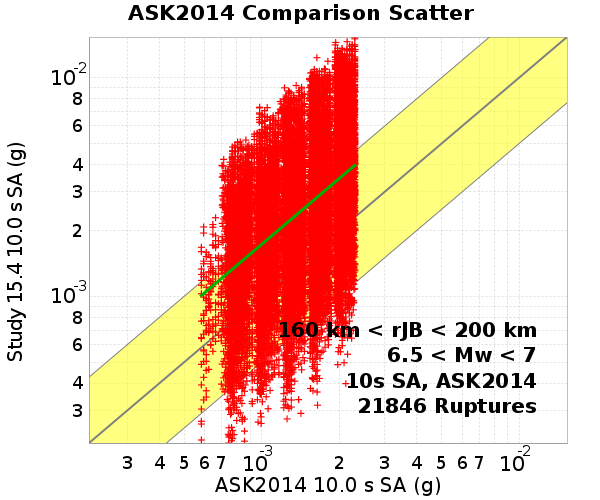 ASK2014 Comparison Scatter
10-2
8
6
4
3
2
10-3
8
6
4
3
Study 15.4 10.0 s SA (g)
160 km < rJB < 200 km
6.5 < Mw < 7
10s SA, ASK2014
21846 Ruptures
3 4 5 6 7 10-3 2 3 4 5 6 7 10-2
ASK2014 10.0 s SA (g)